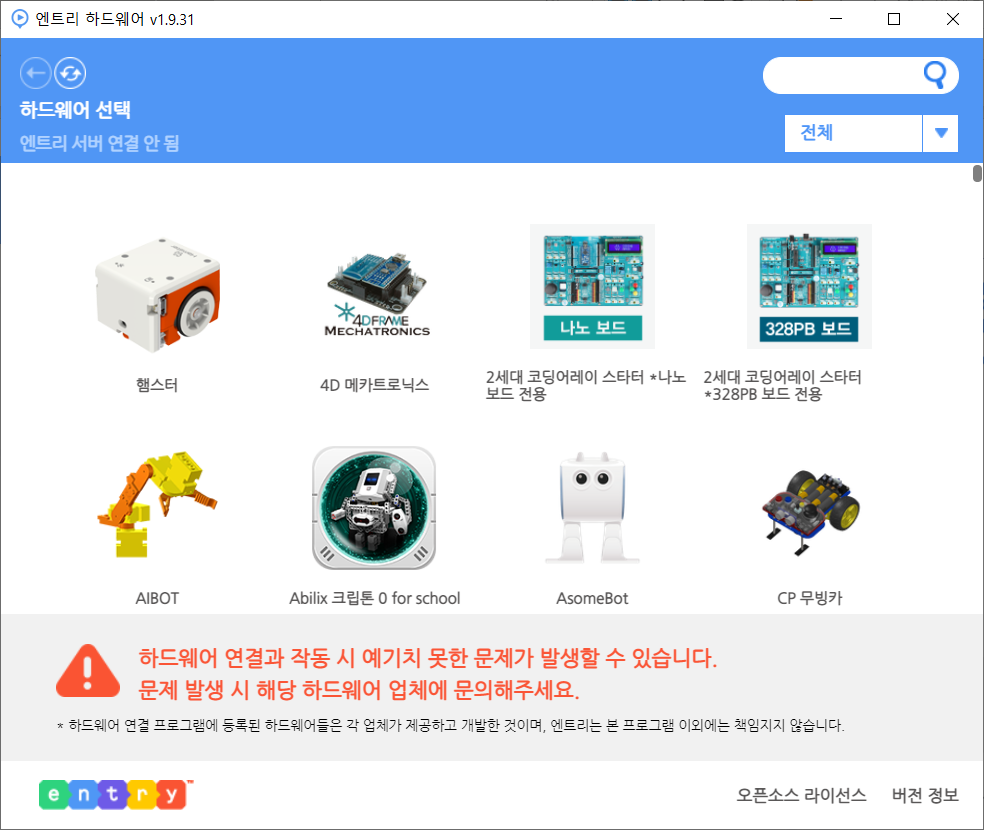 엔트리 하드웨어 v1.9.31
하드웨어 선택
엔트리 서버 연결 안 됨
전체
4DFRAME
MECHATRONICS
나노 보드
328PB 보드
햄스터
4D 메카트로닉스
2세대 코딩어레이 스타터 *나노
보드 전용
2세대 코딩어레이 스타터
*328PB 보드 전용
AIBOT
Abilix 크립톤 0 for school
AsomeBot
CP 무빙카
하드웨어 연결과 작동 시 예기치 못한 문제가 발생할 수 있습니다.
문제 발생 시 해당 하드웨어 업체에 문의해주세요.
* 하드웨어 연결 프로그램에 등록된 하드웨어들은 각 업체가 제공하고 개발한 것이며, 엔트리는 본 프로그램 이외에는 책임지지 않습니다.
entry™
오픈소스 라이선스
버전 정보